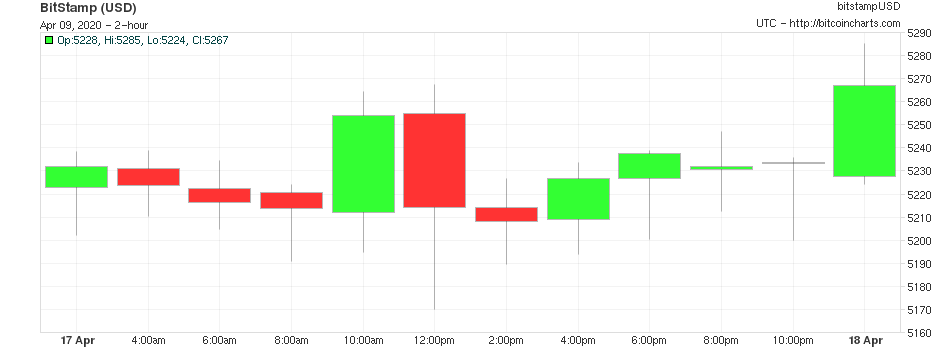 BitStamp (USD)
bitstampUSD
Apr 09, 2020 - 2-hour
UTC - http://bitcoincharts.com
Op:5228, Hi:5285, Lo:5224, Cl:5267
5290
5280
5270
5260
5250
5240
5230
5220
5210
5200
5190
5180
5170
5160
17 Apr 4:00am 6:00am 8:00am 10:00am 12:00pm 2:00pm 4:00pm 6:00pm 8:00pm 10:00pm 18 Apr